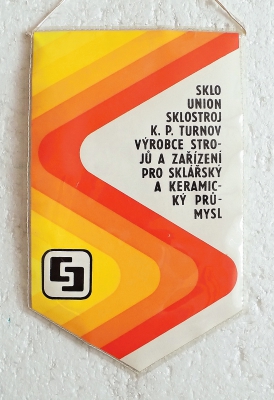 SKLO
UNION
SKLOSTROJ
K. P. TURNOV
VÝROBCE STRO-
JŮ A ZAŘÍZENÍ
PRO SKLÁŘSKÝ
A KERAMIC-
KÝ PRŮ-
MYSL